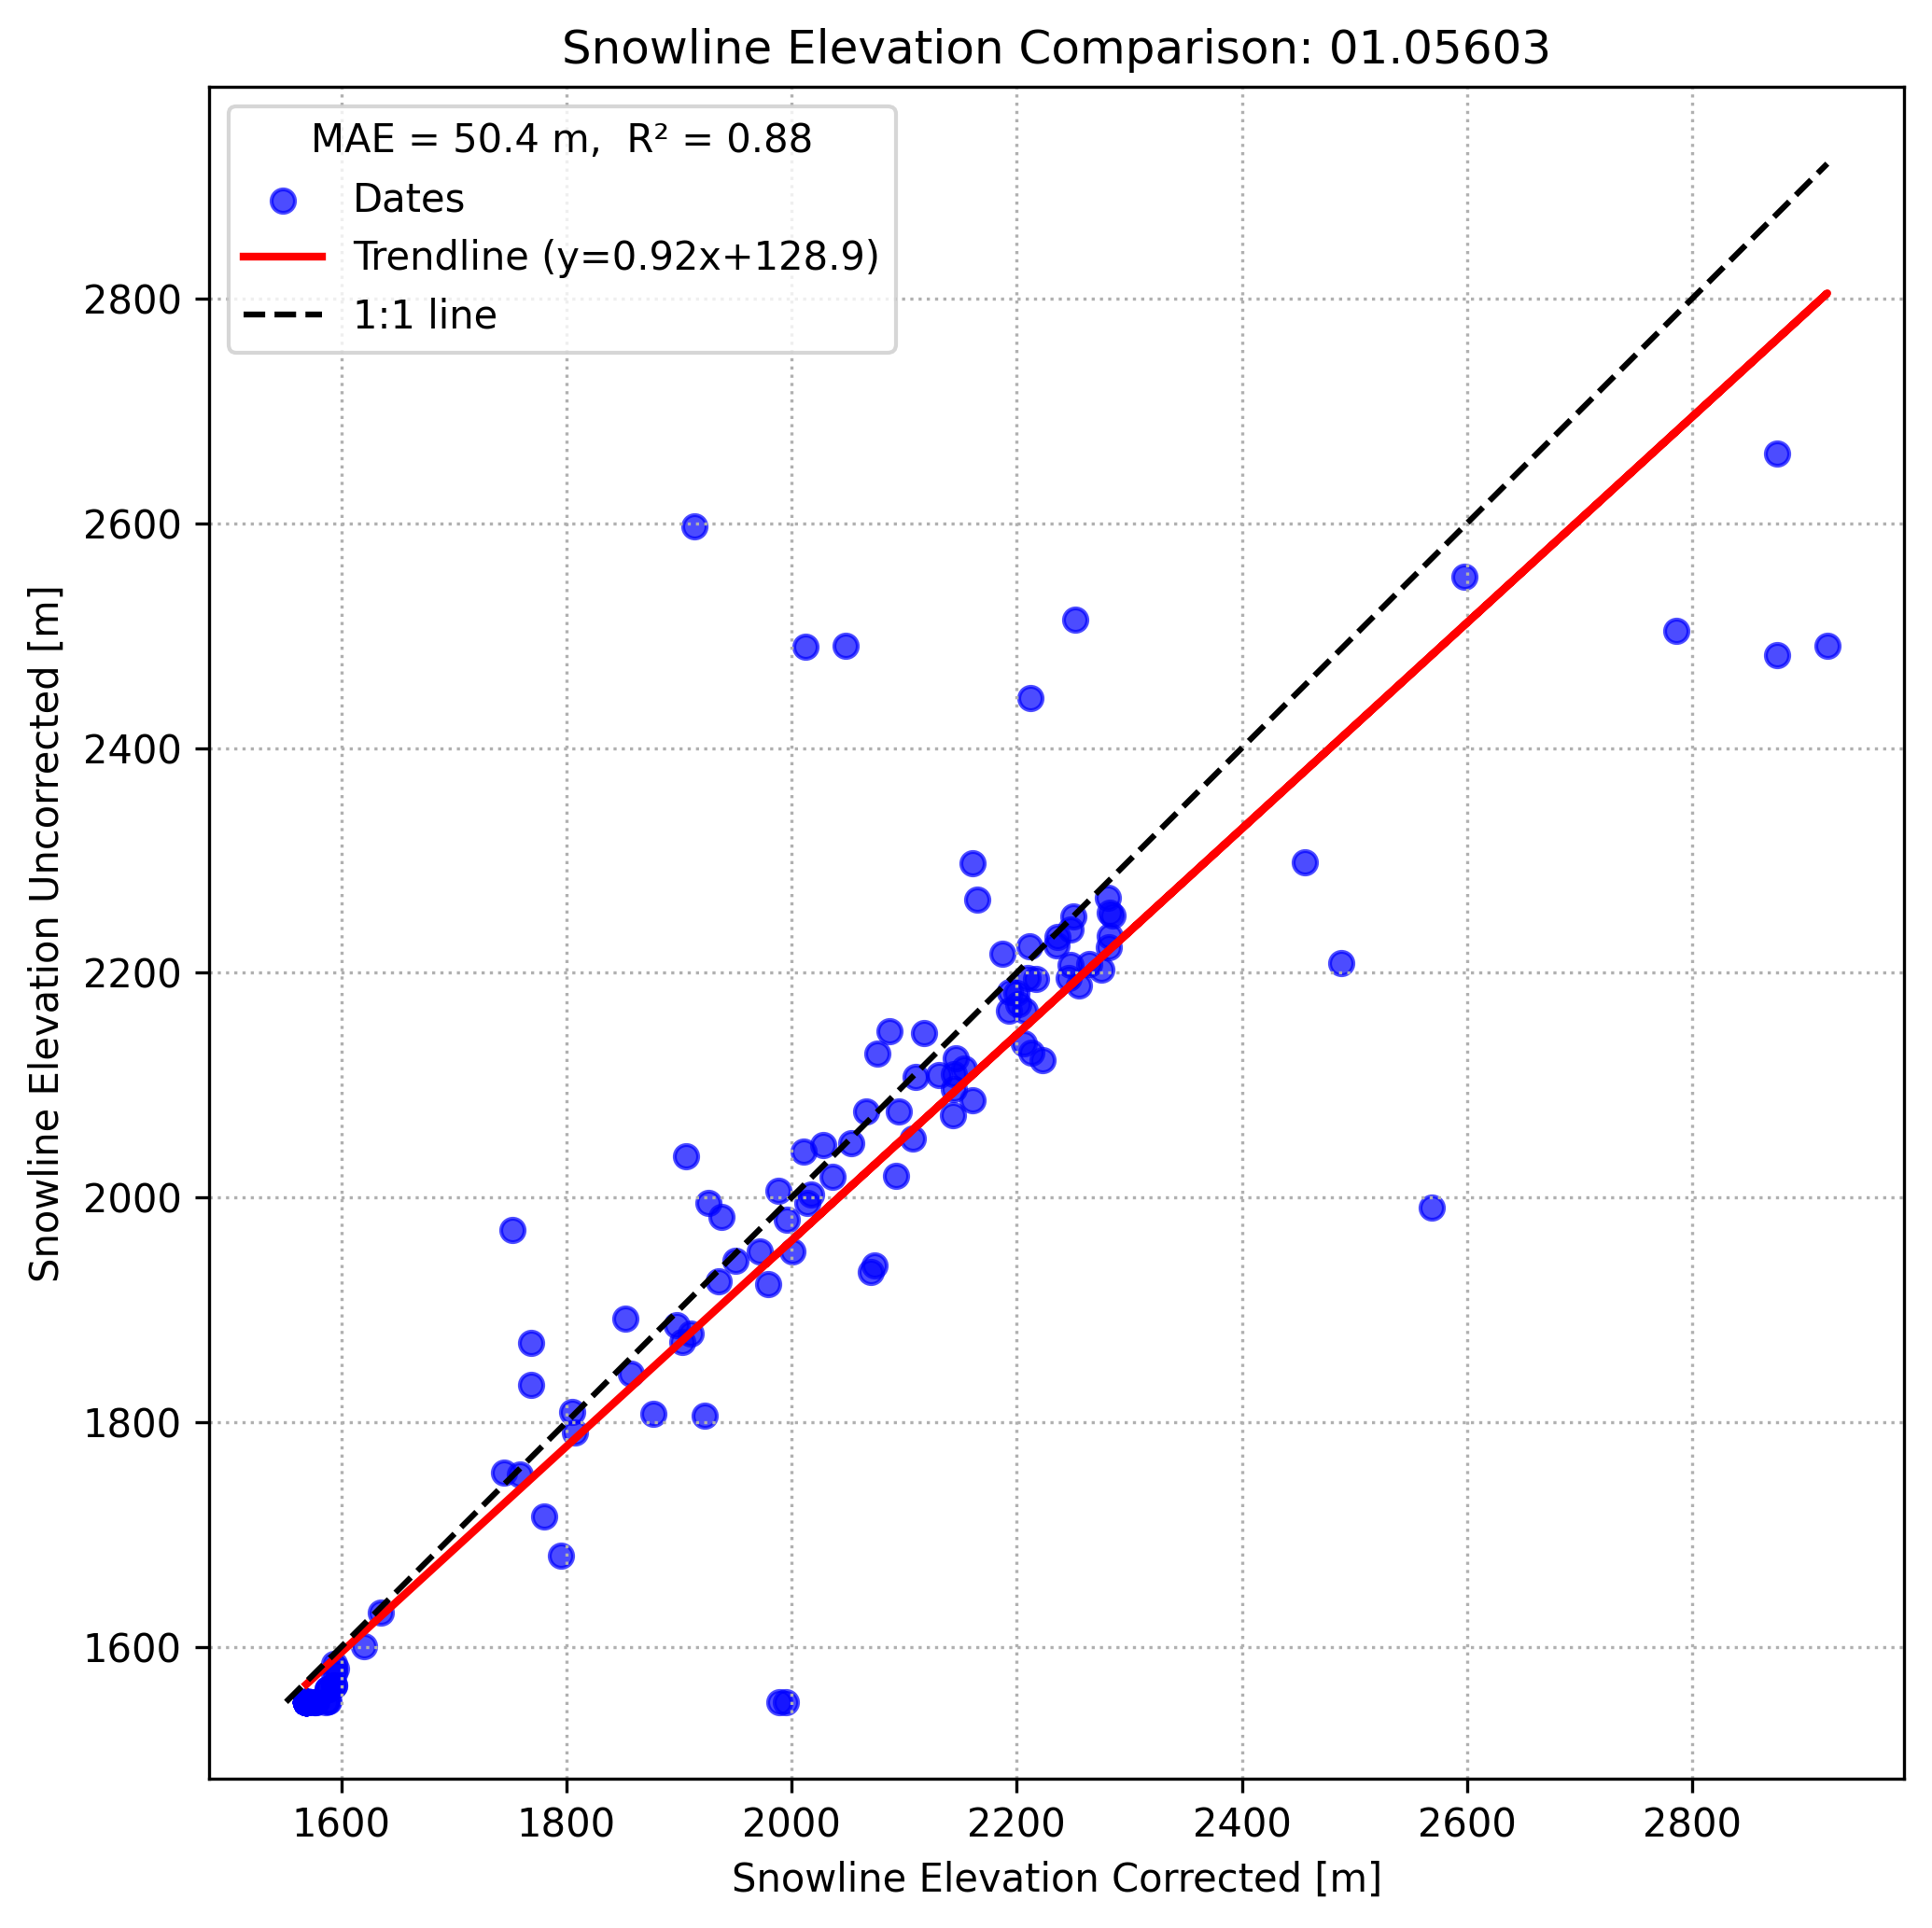 Snowline Elevation Comparison: 01.05603
MAE = 50.4 m,  R² = 0.88
Dates
Trendline (y=0.92x+128.9)
1:1 line
2800
2600
2400
2200
2000
1800
1600
Snowline Elevation Uncorrected [m]
1600 1800 2000 2200 2400 2600 2800
Snowline Elevation Corrected [m]